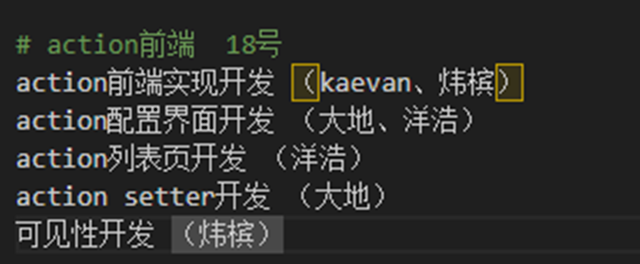 # action前端  18号
action前端实现开发 （kaevan、炜槟）
action配置界面开发 （大地、洋浩）
action列表页开发 （洋浩）
action setter开发 （大地）
可见性开发 （炜槟）